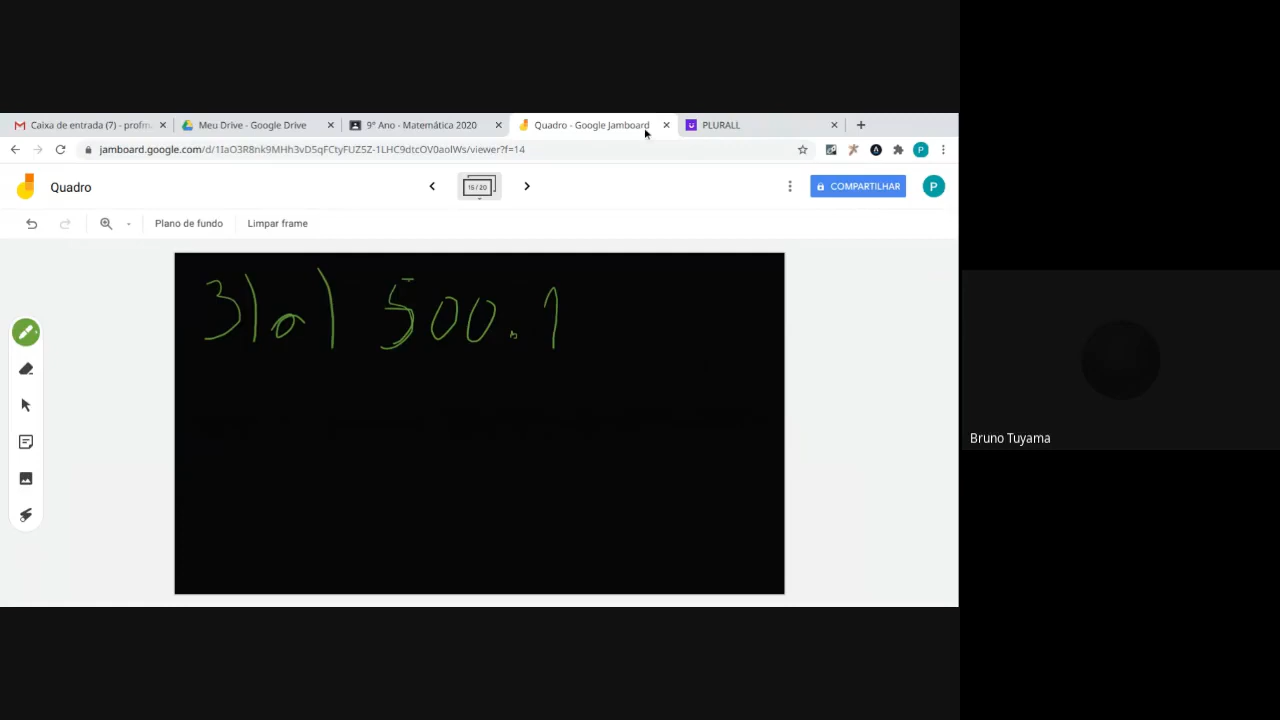 Caixa de entrada (7) - profm
Meu Drive - Google Drive
9º Ano - Matemática 2020
Quadro - Google Jamboard
PLURALL
jamboard.google.com/d/1IaO3R8nk9MHh3vD5qFCtyFUZ5Z-1LHC9dtcOV0aolWs/viewer?f=14
P
Quadro
15 / 20
COMPARTILHAR
P
Plano de fundo
Limpar frame
3) a) 500.1
Bruno Tuyama